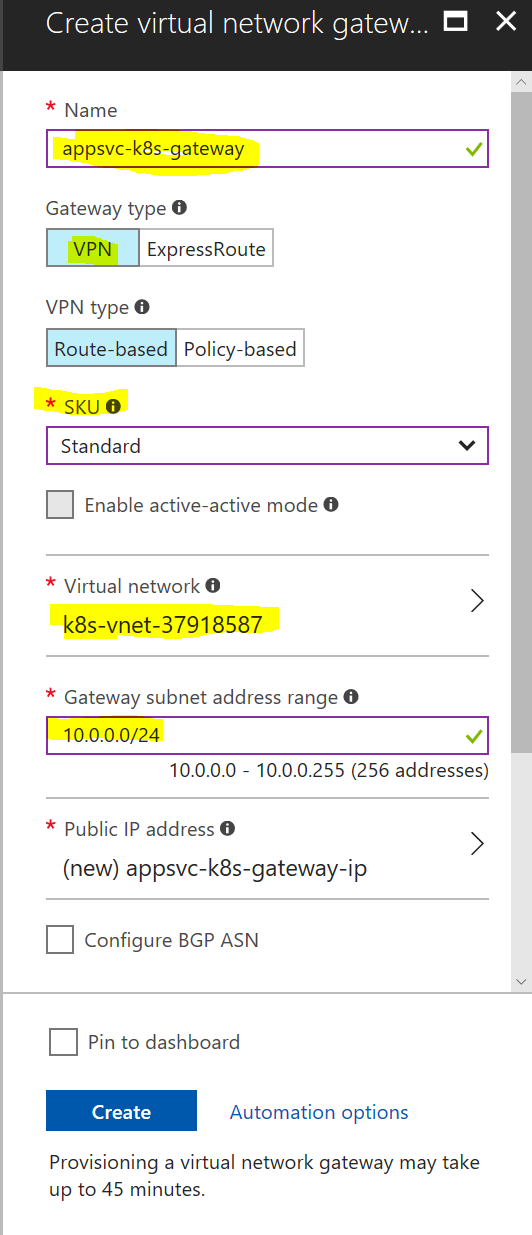 Create virtual network gatew...
* Name
appsvc-k8s-gateway
Gateway type
VPN
ExpressRoute
VPN type
Route-based
Policy-based
* SKU
Standard
Enable active-active mode
* Virtual network
k8s-vnet-37918587
* Gateway subnet address range
10.0.0.0/24
10.0.0.0 - 10.0.0.255 (256 addresses)
* Public IP address
(new) appsvc-k8s-gateway-ip
Configure BGP ASN
Pin to dashboard
Create
Automation options
Provisioning a virtual network gateway may take
up to 45 minutes.